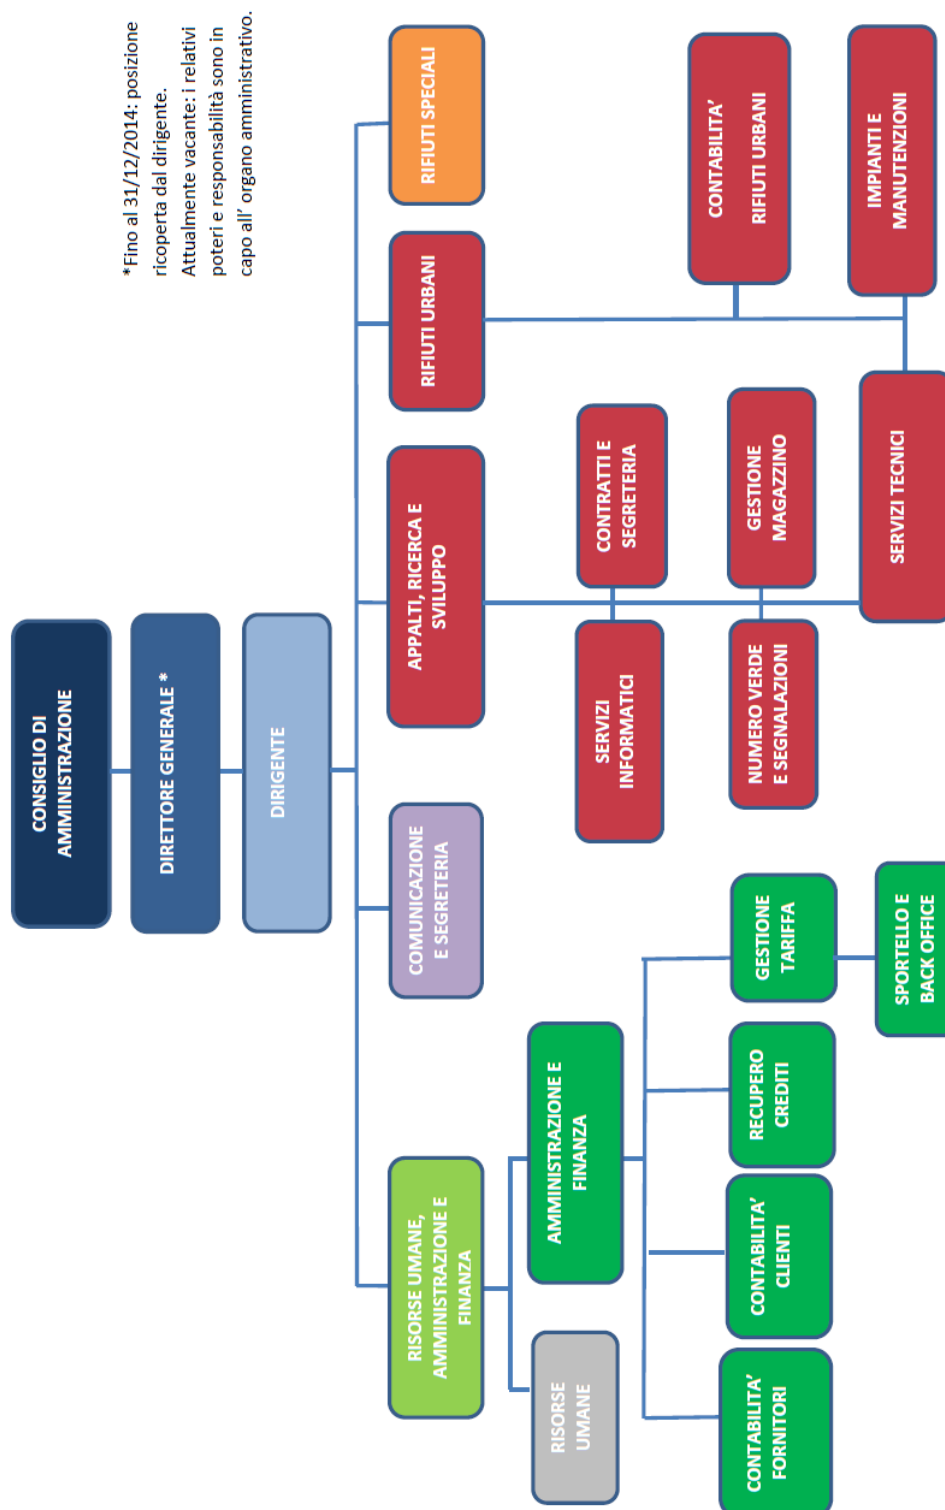 *Fino al 31/12/2014: posizione
ricoperta dal dirigente.
Attualmente vacante: i relativi
poteri e responsabilità sono in
capo all’ organo amministrativo.
CONSIGLIO DI
AMMINISTRAZIONE
DIRETTORE GENERALE *
DIRIGENTE
RISORSE UMANE,
AMMINISTRAZIONE E
FINANZA
COMUNICAZIONE
E SEGRETERIA
APPALTI, RICERCA E
SVILUPPO
RIFIUTI URBANI
RIFIUTI SPECIALI
RISORSE
UMANE
AMMINISTRAZIONE E
FINANZA
SERVIZI
INFORMATICI
CONTRATTI E
SEGRETERIA
CONTABILITA’
FORNITORI
CONTABILITA’
CLIENTI
RECUPERO
CREDITI
GESTIONE
TARIFFA
NUMERO VERDE
E SEGNALAZIONI
GESTIONE
MAGAZZINO
CONTABILITA’
RIFIUTI URBANI
SPORTELLO E
BACK OFFICE
SERVIZI TECNICI
IMPIANTI E
MANUTENZIONI